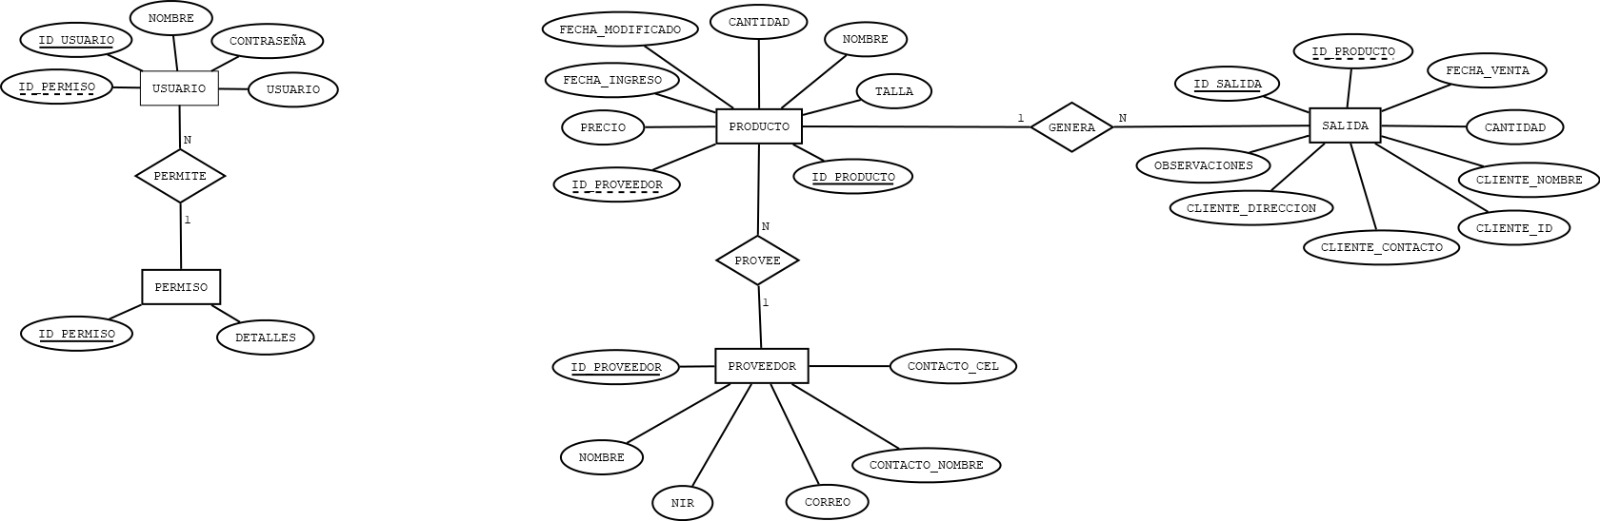 NOMBRE
ID_USUARIO
CONTRASEÑA
ID_PERMISO
USUARIO
USUARIO
N
PERMITE
1
PERMISO
ID_PERMISO
DETALLES
CANTIDAD
FECHA_MODIFICADO
NOMBRE
FECHA_INGRESO
TALLA
PRECIO
PRODUCTO
ID_PROVEEDOR
ID_PRODUCTO
1
GENERA
N
N
PROVEE
1
ID_PROVEEDOR
PROVEEDOR
CONTACTO_CEL
NOMBRE
CONTACTO_NOMBRE
NIR
CORREO
ID_PRODUCTO
FECHA_VENTA
ID_SALIDA
SALIDA
CANTIDAD
OBSERVACIONES
CLIENTE_NOMBRE
CLIENTE_DIRECCION
CLIENTE_ID
CLIENTE_CONTACTO